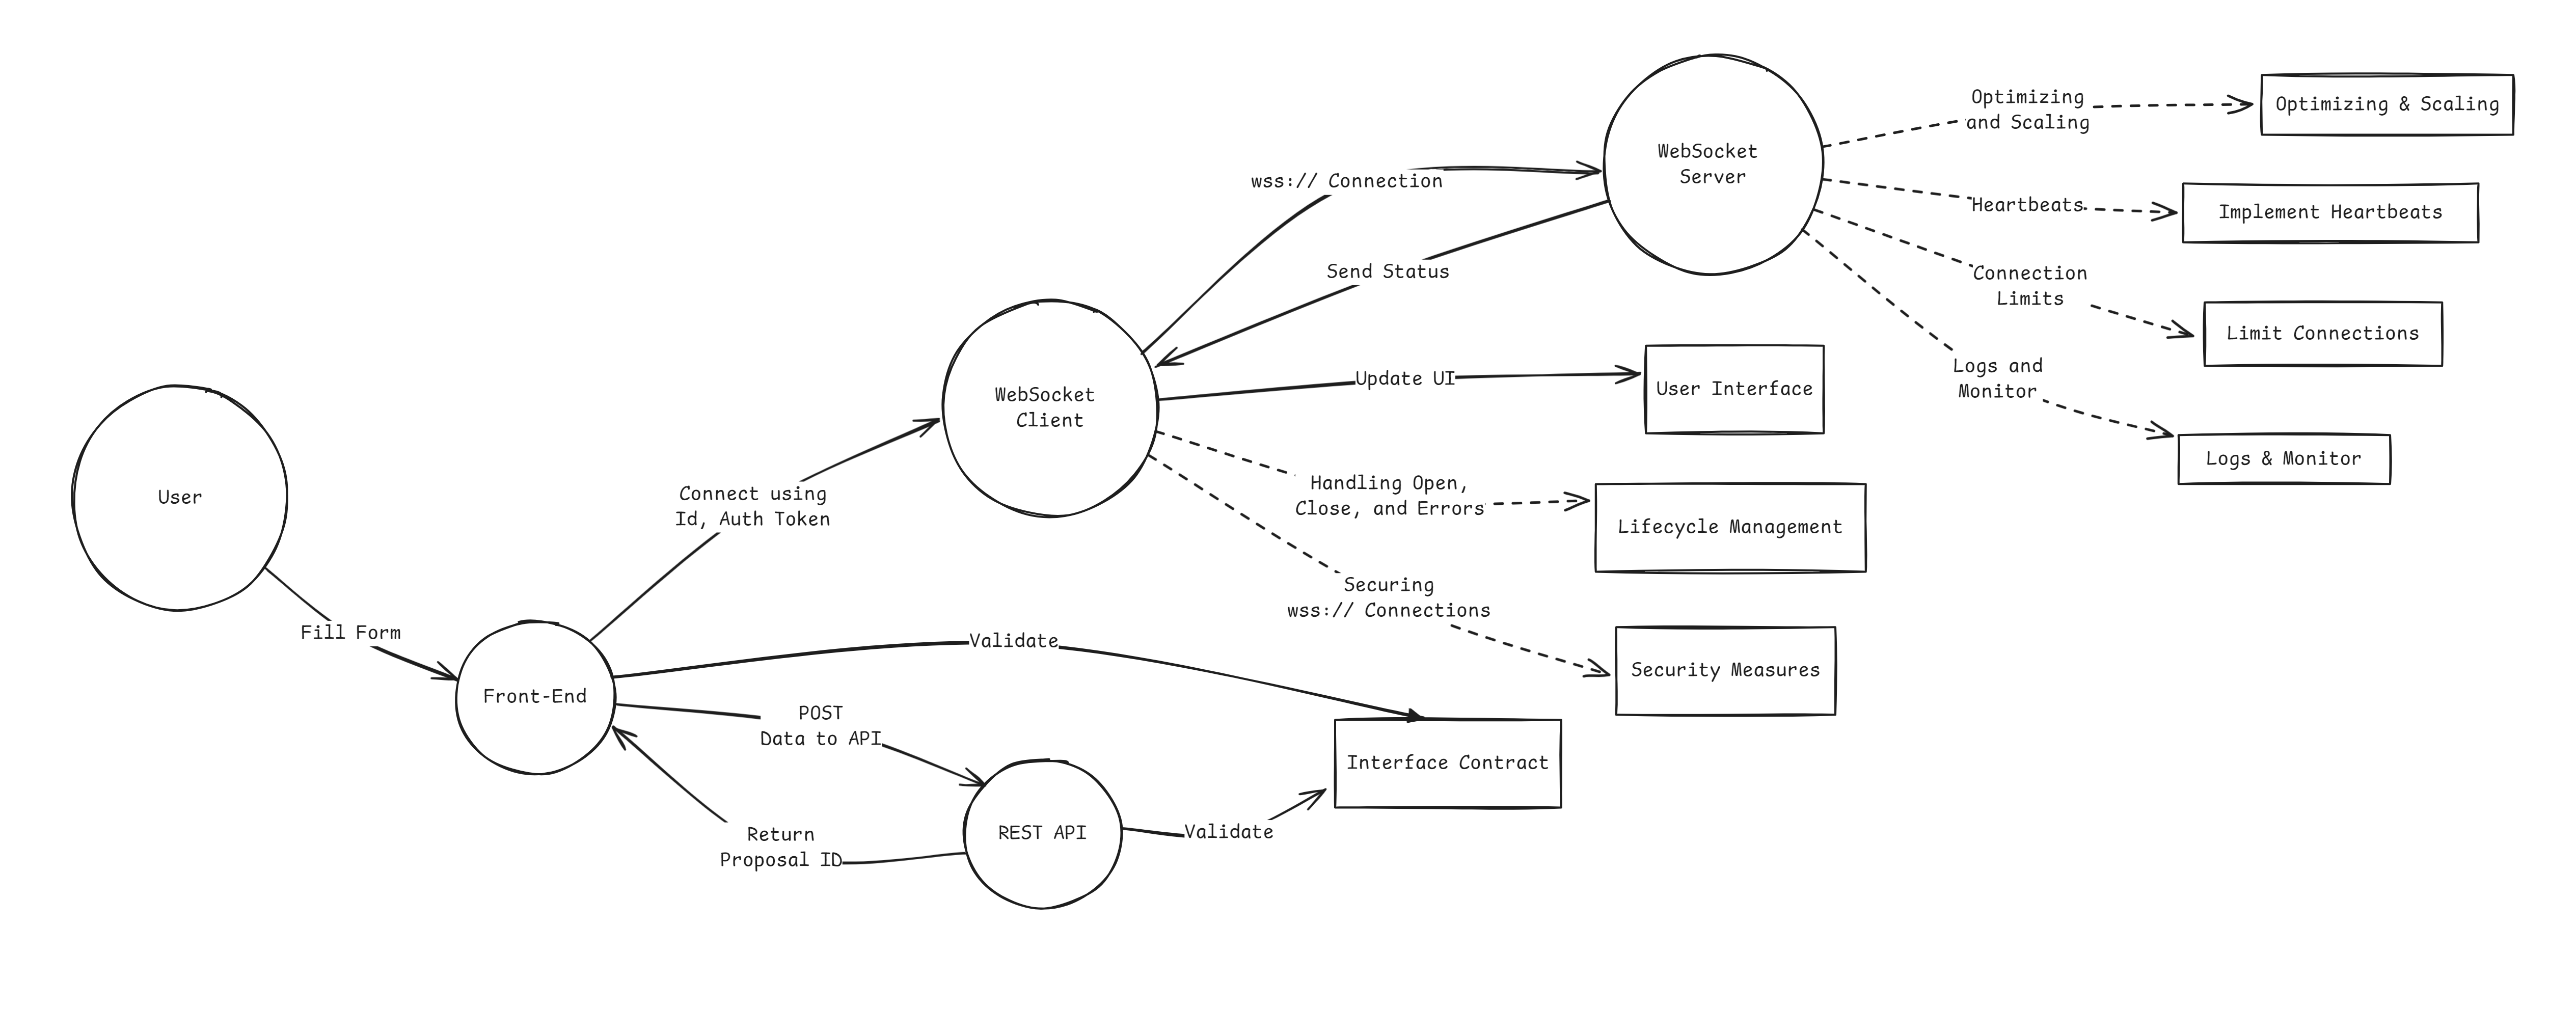 Optimizing
and Scaling
Optimizing & Scaling
WebSocket
Server
wss:// Connection
Heartbeats
Implement Heartbeats
Send Status
Connection
Limits
Limit Connections
Logs and
Monitor
Logs & Monitor
WebSocket
Client
Update UI
User Interface
User
Connect using
Id, Auth Token
Handling Open,
Close, and Errors
Lifecycle Management
Securing
wss:// Connections
Security Measures
Fill Form
Front-End
Validate
POST
Data to API
Interface Contract
Return
Proposal ID
REST API
Validate